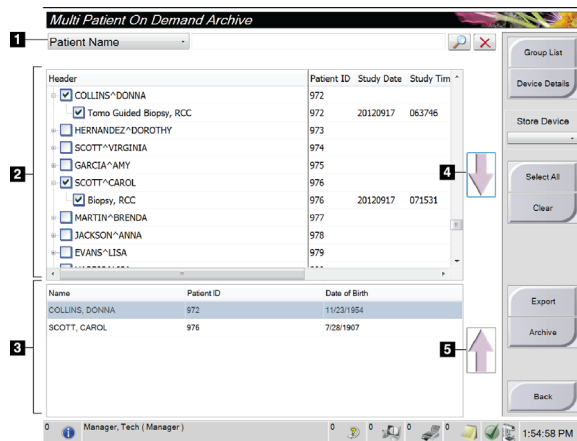 Multi Patient On Demand Archive
1
Patient Name
Group List
Device Details
Store Device
2
Header Patient ID Study Date Study Tim
COLLINS^DONNA 972
Tomo Guided Biopsy, RCC 972 20120917 063746
HERNANDEZ^DOROTHY 973
SCOTT^VIRGINIA 974
GARCIA^AMY 975
SCOTT^CAROL 976
Biopsy, RCC 976 20120917 071531
MARTIN^BRENDA 977
JACKSON^ANNA 978
EVANS^LISA 979
4
Select All
Clear
3
Name Patient ID Date of Birth
COLLINS, DONNA 972 11/23/1954
SCOTT, CAROL 976 7/28/1907
5
Export
Archive
Back
0 Manager, Tech ( Manager ) 0 0 0 0 1:54:58 PM